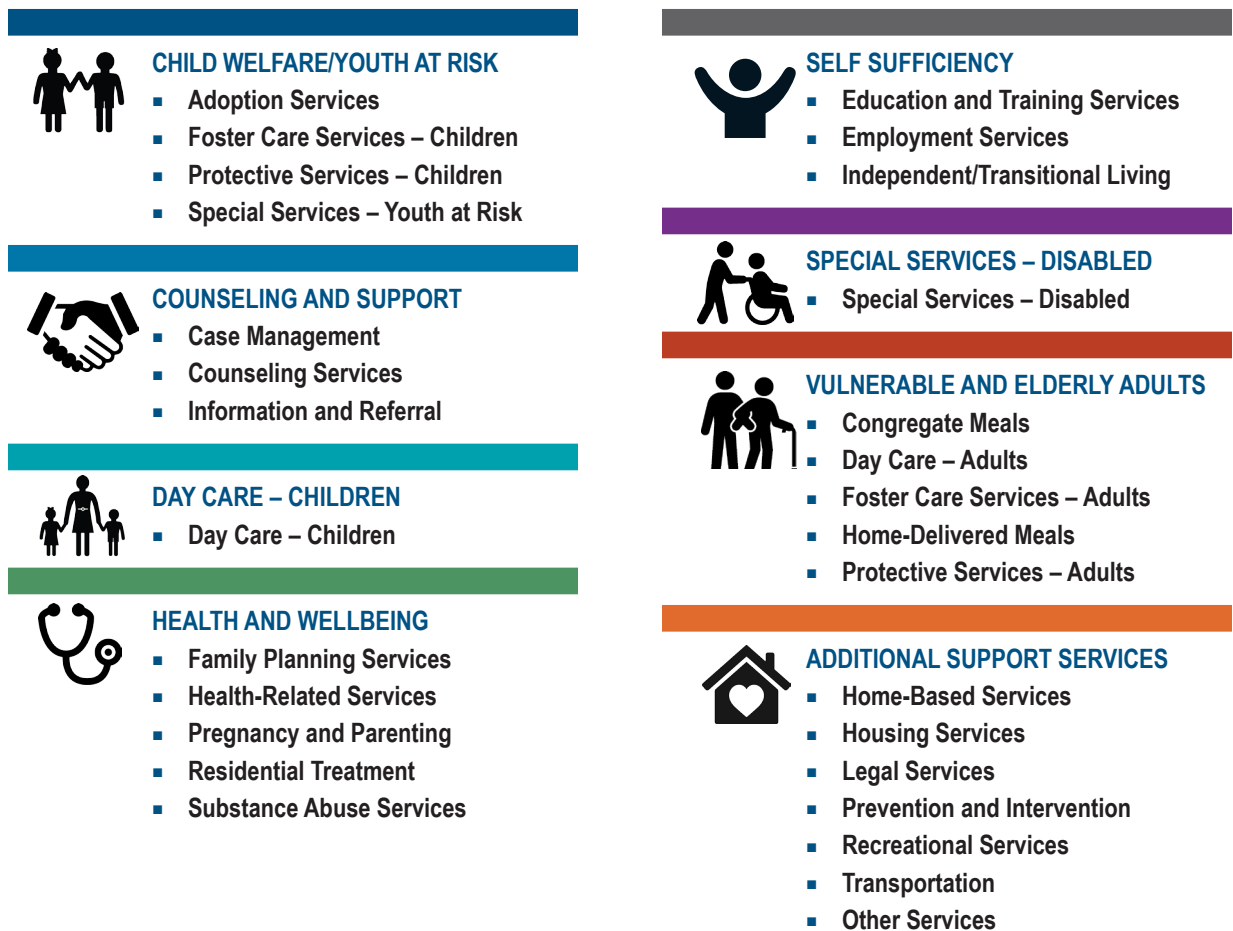 CHILD WELFARE/YOUTH AT RISK
Adoption Services
Foster Care Services – Children
Protective Services – Children
Special Services – Youth at Risk
COUNSELING AND SUPPORT
Case Management
Counseling Services
Information and Referral
DAY CARE – CHILDREN
Day Care – Children
HEALTH AND WELLBEING
Family Planning Services
Health-Related Services
Pregnancy and Parenting
Residential Treatment
Substance Abuse Services
SELF SUFFICIENCY
Education and Training Services
Employment Services
Independent/Transitional Living
SPECIAL SERVICES – DISABLED
Special Services – Disabled
VULNERABLE AND ELDERLY ADULTS
Congregate Meals
Day Care – Adults
Foster Care Services – Adults
Home-Delivered Meals
Protective Services – Adults
ADDITIONAL SUPPORT SERVICES
Home-Based Services
Housing Services
Legal Services
Prevention and Intervention
Recreational Services
Transportation
Other Services